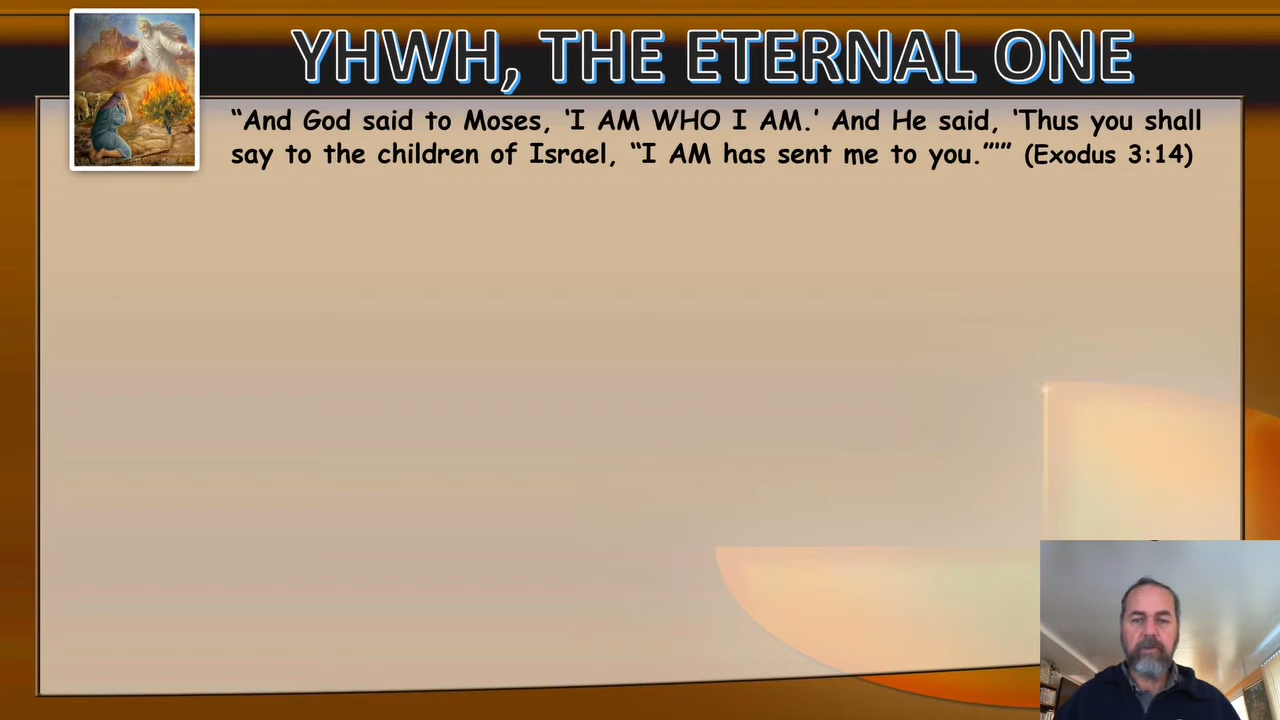 YHWH, THE ETERNAL ONE
“And God said to Moses, ‘I AM WHO I AM.’ And He said, ‘Thus you shall
say to the children of Israel, “I AM has sent me to you.”’” (Exodus 3:14)